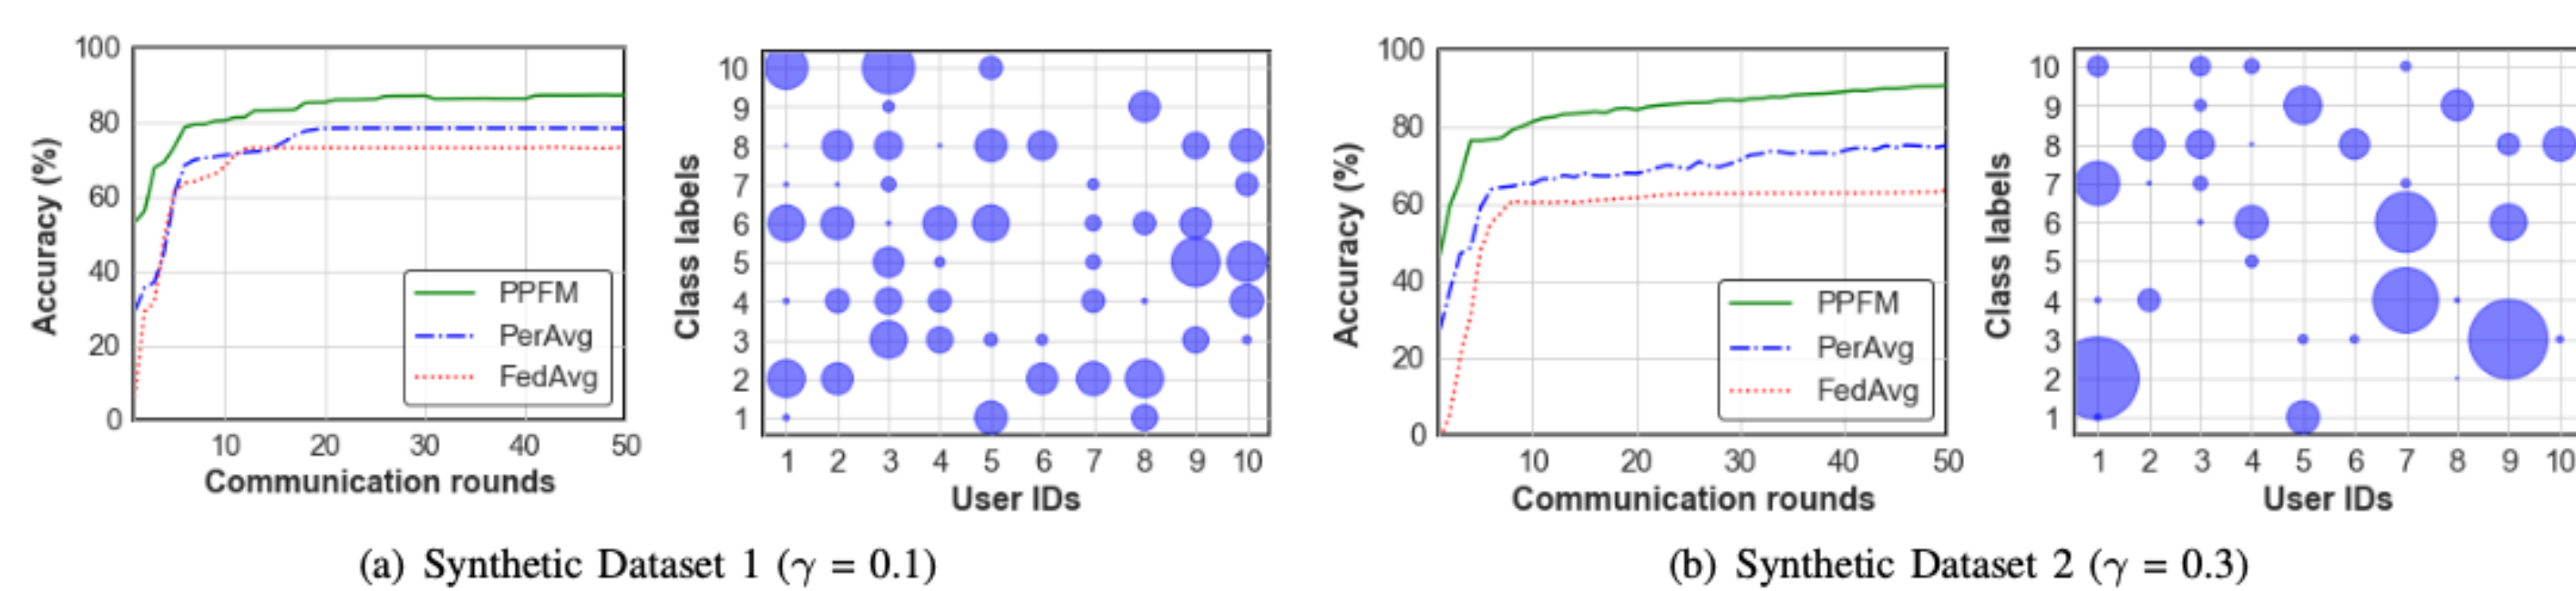 100
80
60
40
20
0
Accuracy (%)
PPFM
PerAvg
FedAvg
10 20 30 40 50
Communication rounds
10
9
8
7
6
5
4
3
2
1
Class labels
1 2 3 4 5 6 7 8 9 10
User IDs
(a) Synthetic Dataset 1 (γ = 0.1)
100
80
60
40
20
0
Accuracy (%)
PPFM
PerAvg
FedAvg
10 20 30 40 50
Communication rounds
10
9
8
7
6
5
4
3
2
1
Class labels
1 2 3 4 5 6 7 8 9 10
User IDs
(b) Synthetic Dataset 2 (γ = 0.3)